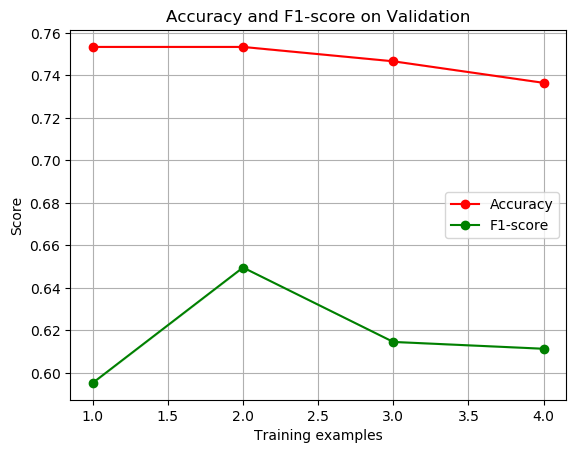 Accuracy and F1-score on Validation
0.76
0.74
0.72
0.70
0.68
0.66
0.64
0.62
0.60
Score
Accuracy
F1-score
1.0 1.5 2.0 2.5 3.0 3.5 4.0
Training examples